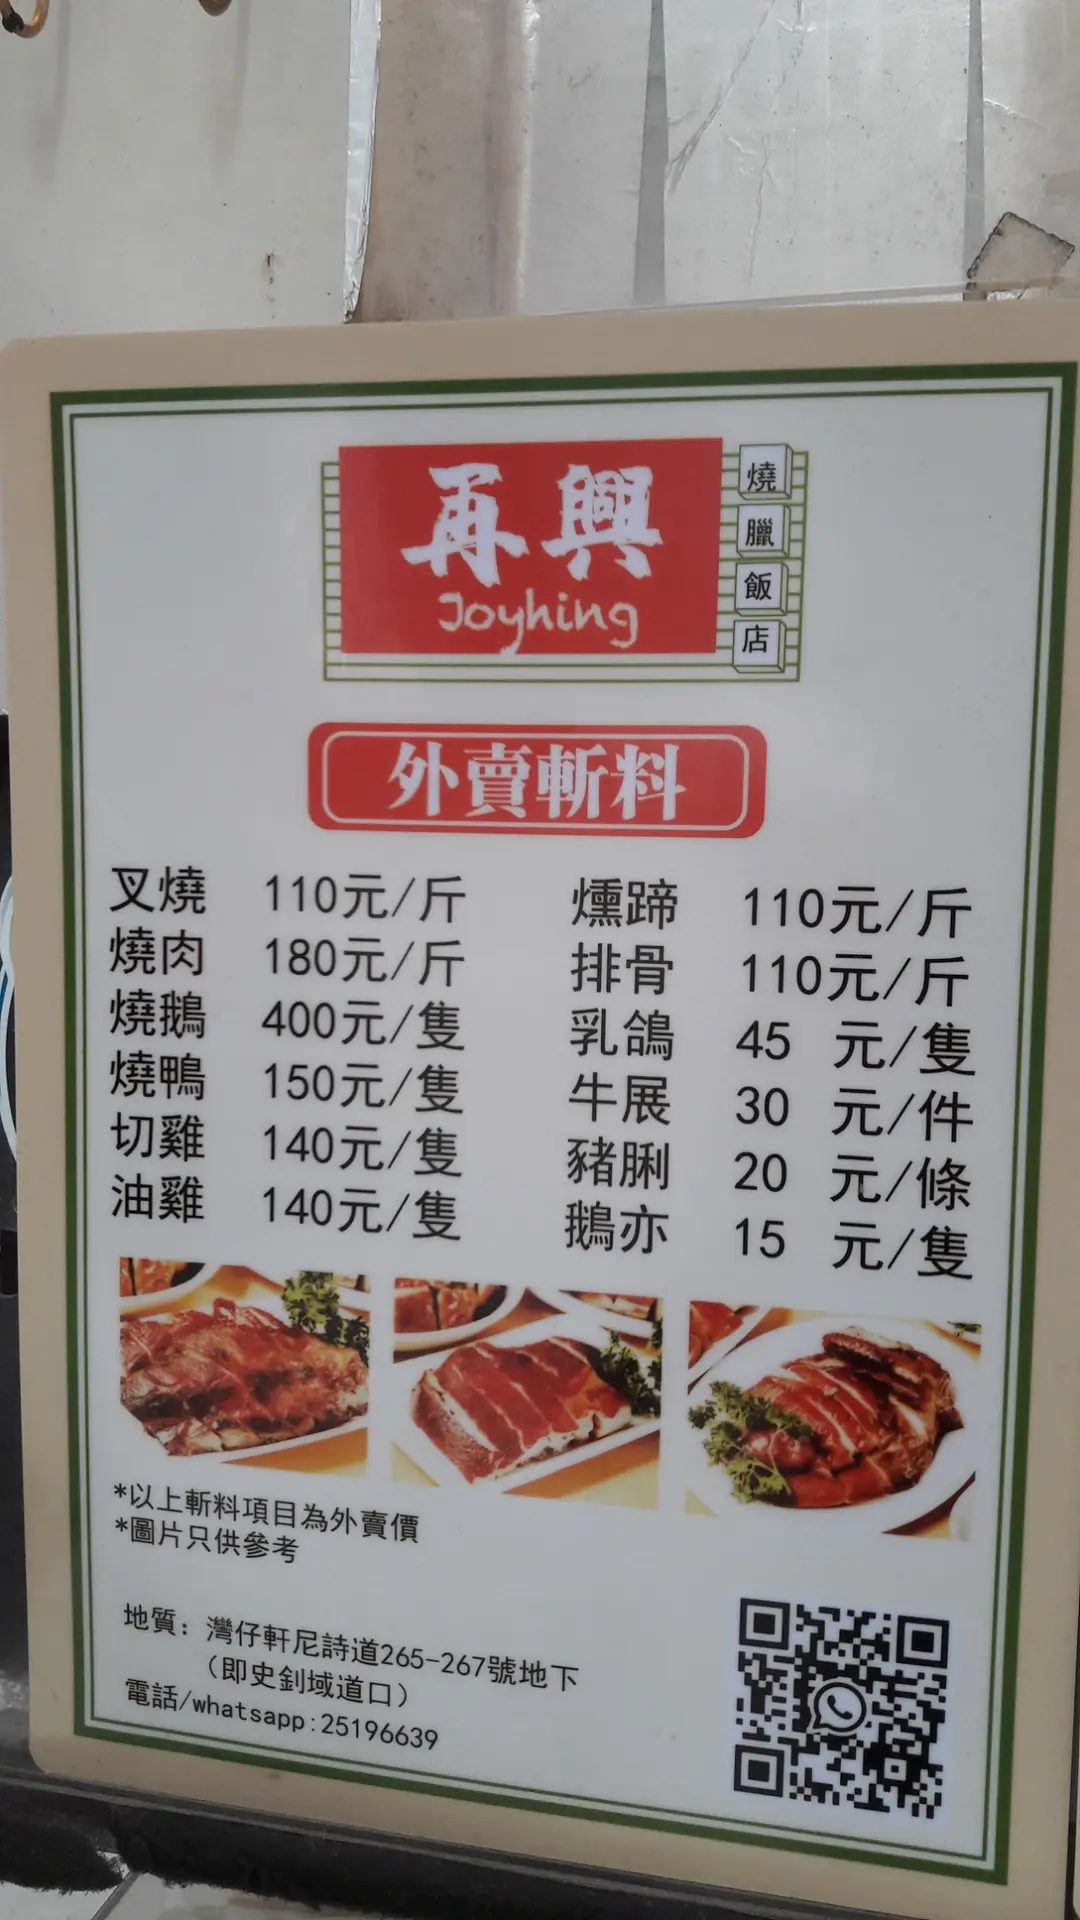 再興
Joyhing
燒臘飯店
外賣斬料
叉燒 110元/斤
燒肉 180元/斤
燒鵝 400元/隻
燒鴨 150元/隻
切雞 140元/隻
油雞 140元/隻
燻蹄 110元/斤
排骨 110元/斤
乳鴿 45 元/隻
牛展 30 元/件
豬脷 20 元/條
鵝亦 15 元/隻
*以上斬料項目為外賣價
*圖片只供參考
地質：灣仔軒尼詩道265-267號地下
（即史釗域道口）
電話/whatsapp:25196639